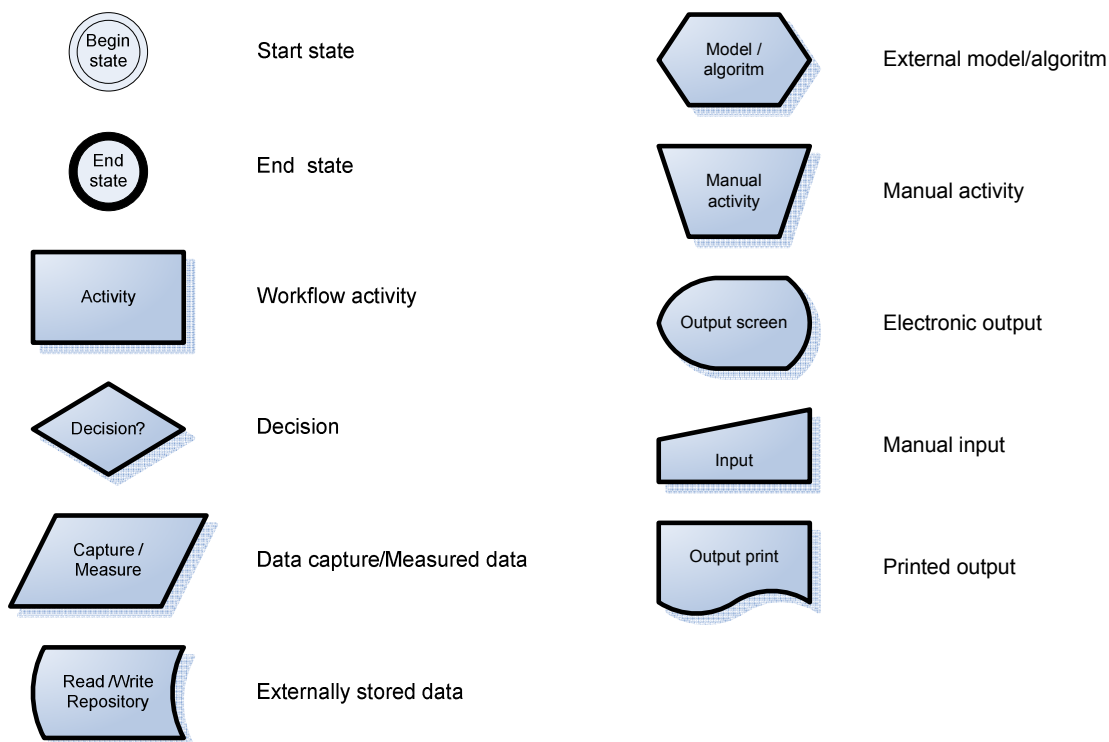 Begin
state
Start state
End
state
End state
Activity
Workflow activity
Decision?
Decision
Capture /
Measure
Data capture/Measured data
Read /Write
Repository
Externally stored data
Model /
algoritm
External model/algoritm
Manual
activity
Manual activity
Output screen
Electronic output
Input
Manual input
Output print
Printed output